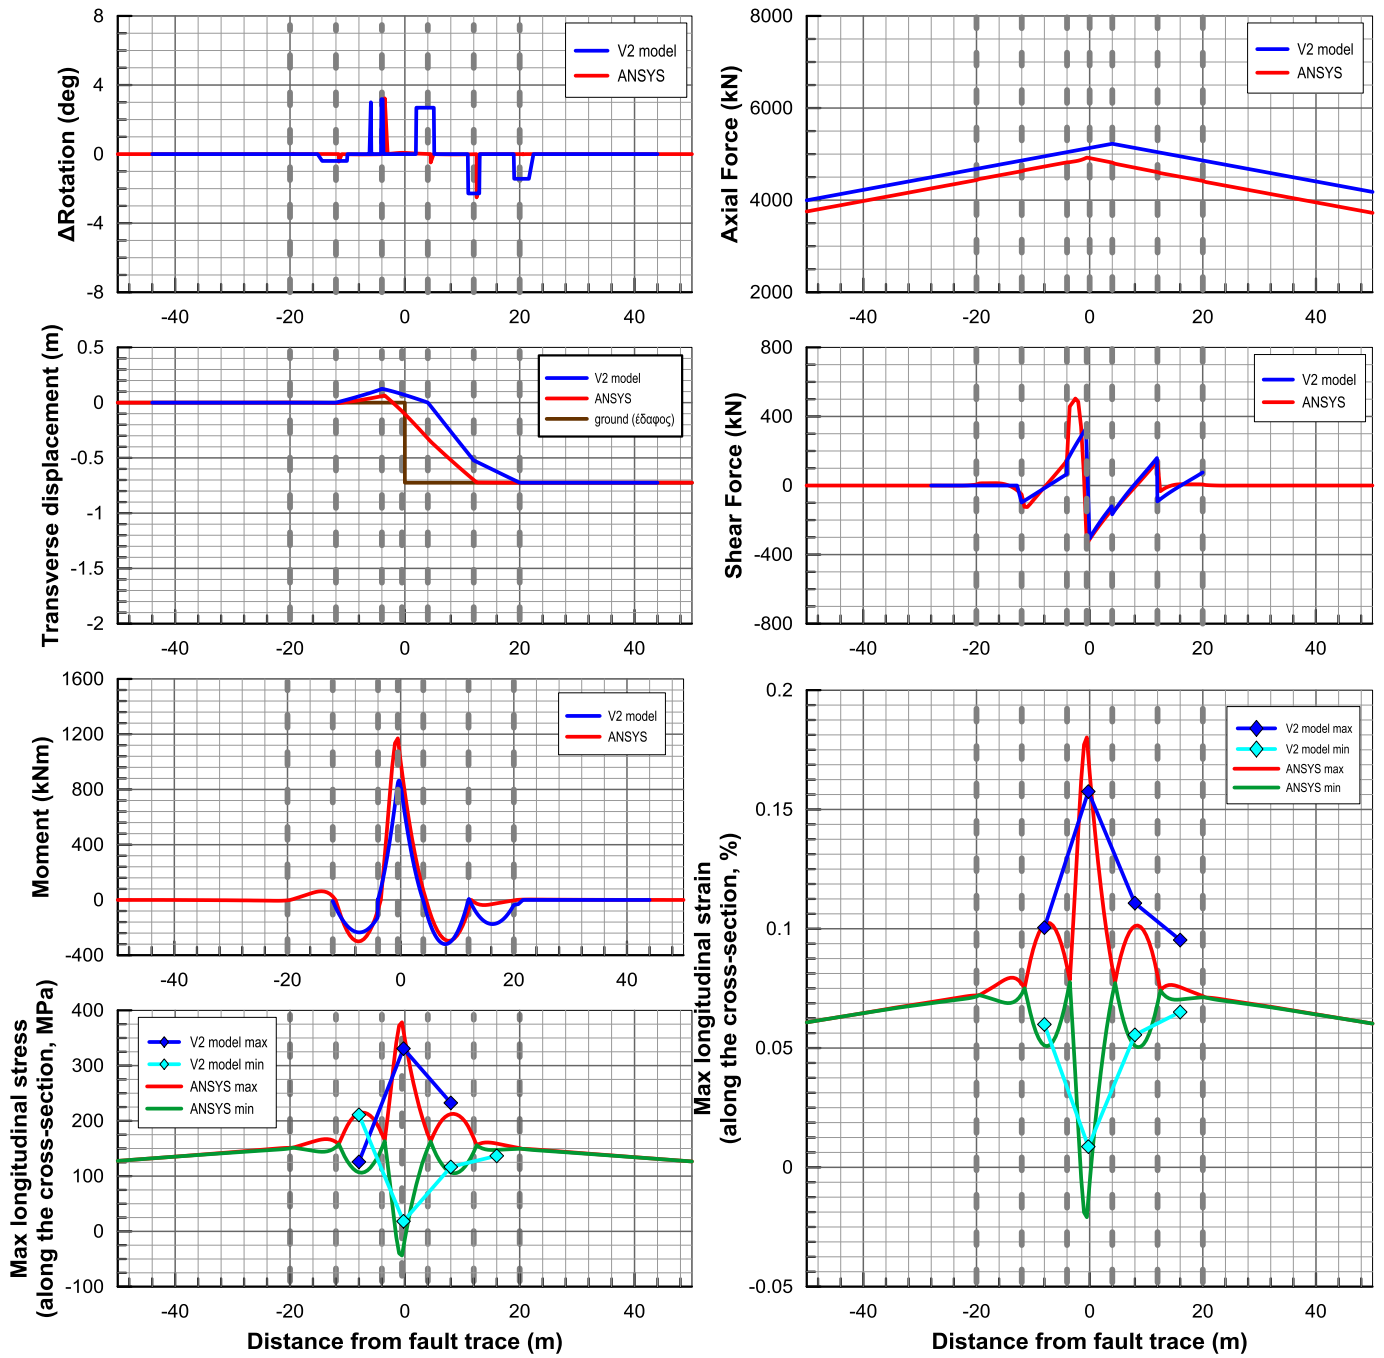 ΔRotation (deg)
8
4
0
-4
-8
V2 model
ANSYS
-40 -20 0 20 40
Axial Force (kN)
8000
6000
4000
2000
V2 model
ANSYS
-40 -20 0 20 40
Transverse displacement (m)
0.5
0
-0.5
-1
-1.5
-2
V2 model
ANSYS
ground (έδαφος)
-40 -20 0 20 40
Shear Force (kN)
800
400
0
-400
-800
V2 model
ANSYS
-40 -20 0 20 40
Moment (kNm)
1600
1200
800
400
0
-400
V2 model
ANSYS
-40 -20 0 20 40
Max longitudinal stress
(along the cross-section, MPa)
400
300
200
100
0
-100
V2 model max
V2 model min
ANSYS max
ANSYS min
-40 -20 0 20 40
Distance from fault trace (m)
Max longitudinal strain
(along the cross-section, %)
0.2
0.15
0.1
0.05
0
-0.05
V2 model max
V2 model min
ANSYS max
ANSYS min
-40 -20 0 20 40
Distance from fault trace (m)